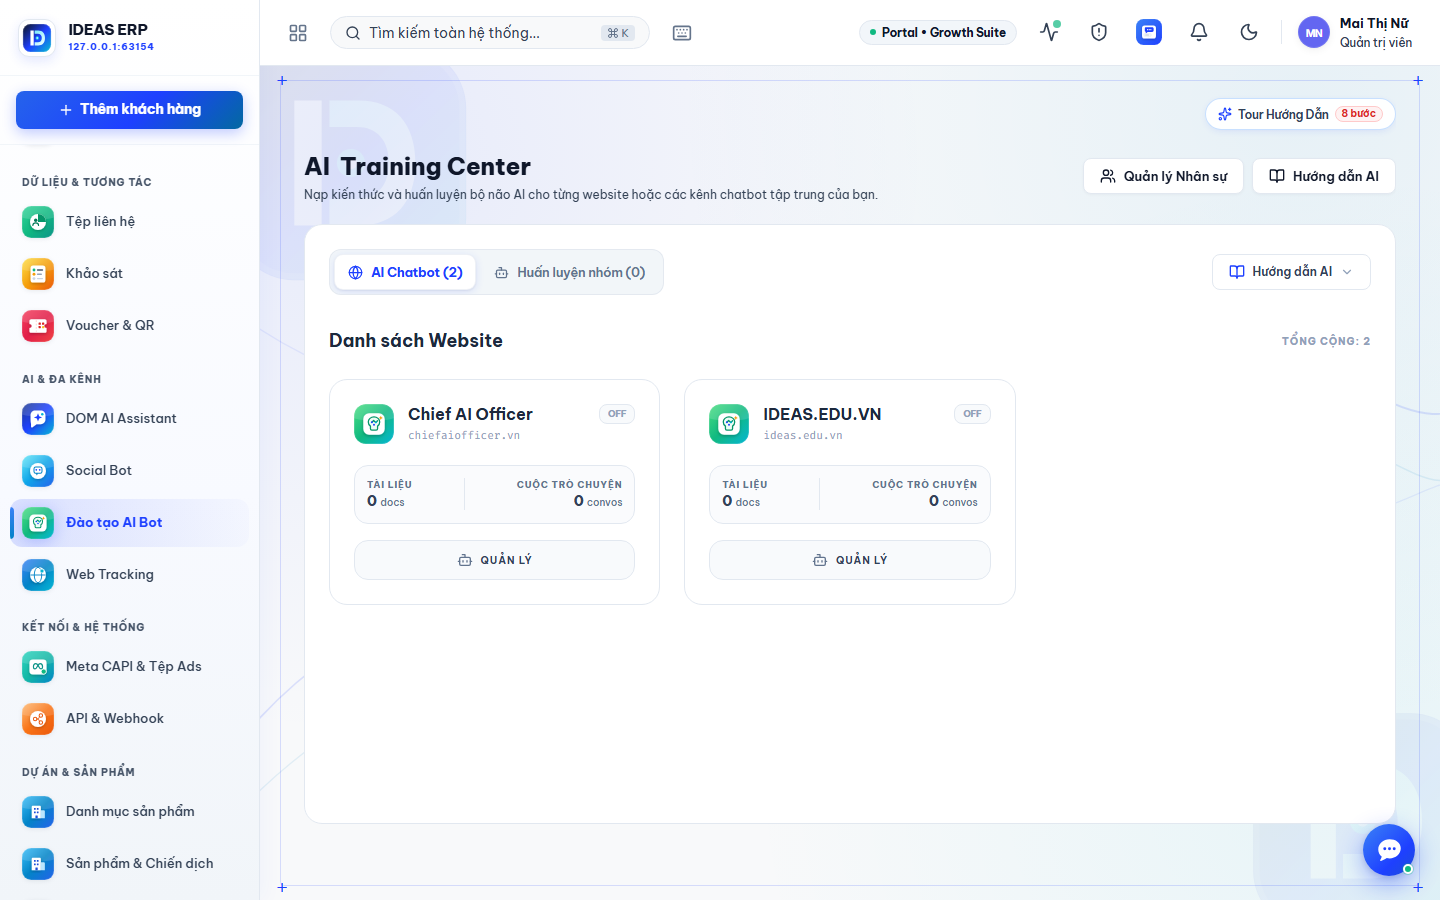 IDEAS ERP
127.0.0.1:63154
Thêm khách hàng
DỮ LIỆU & TƯƠNG TÁC
Tệp liên hệ
Khảo sát
Voucher & QR
AI & ĐA KÊNH
DOM AI Assistant
Social Bot
Đào tạo AI Bot
Web Tracking
KẾT NỐI & HỆ THỐNG
Meta CAPI & Tệp Ads
API & Webhook
DỰ ÁN & SẢN PHẨM
Danh mục sản phẩm
Sản phẩm & Chiến dịch
Tìm kiếm toàn hệ thống...
⌘ K
Portal • Growth Suite
MN
Mai Thị Nữ
Quản trị viên
Tour Hướng Dẫn
8 bước
AI Training Center
Nạp kiến thức và huấn luyện bộ não AI cho từng website hoặc các kênh chatbot tập trung của bạn.
Quản lý Nhân sự
Hướng dẫn AI
AI Chatbot (2)
Huấn luyện nhóm (0)
Hướng dẫn AI
Danh sách Website
TỔNG CỘNG: 2
Chief AI Officer
OFF
chiefaiofficer.vn
TÀI LIỆU
CUỘC TRÒ CHUYỆN
0 docs
0 convos
QUẢN LÝ
IDEAS.EDU.VN
OFF
ideas.edu.vn
TÀI LIỆU
CUỘC TRÒ CHUYỆN
0 docs
0 convos
QUẢN LÝ